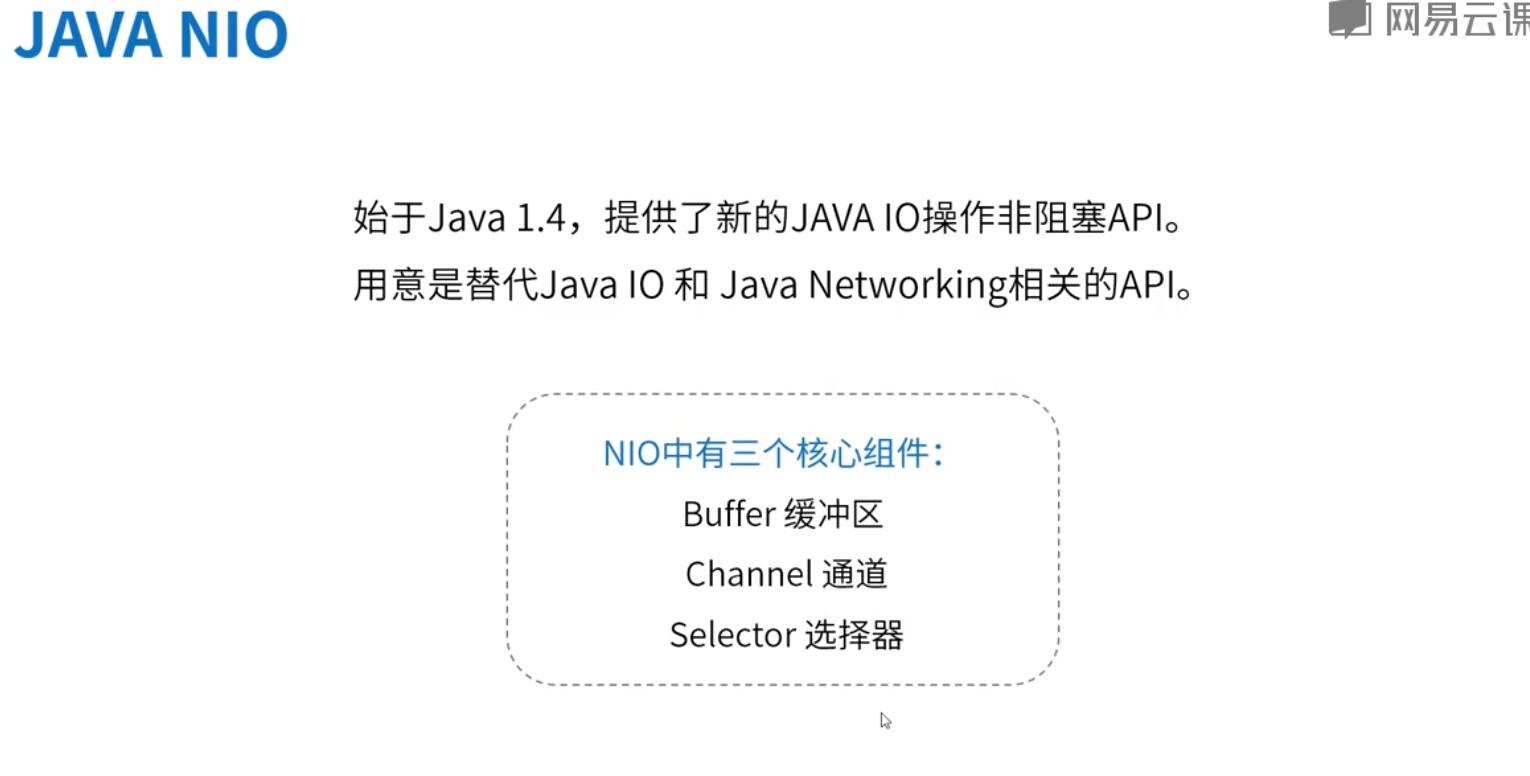 JAVA NIO
网易云课
始于Java 1.4，提供了新的JAVA IO操作非阻塞API。
用意是替代Java IO 和 Java Networking相关的API。
NIO中有三个核心组件：
Buffer 缓冲区
Channel 通道
Selector 选择器